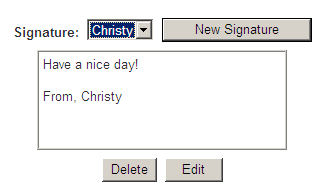 Signature: Christy New Signature
Have a nice day!
From, Christy
Delete Edit